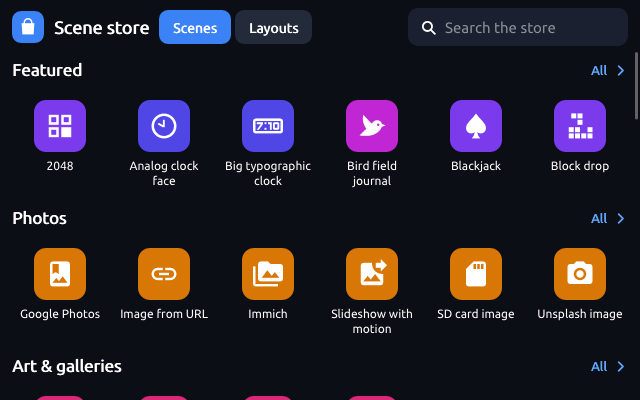 Scene store
Scenes
Layouts
Search the store
Featured
All
2048
Analog clock
face
7:10
Big typographic
clock
Bird field
journal
Blackjack
Block drop
Photos
All
Google Photos
Image from URL
Immich
Slideshow with
motion
SD card image
Unsplash image
Art & galleries
All